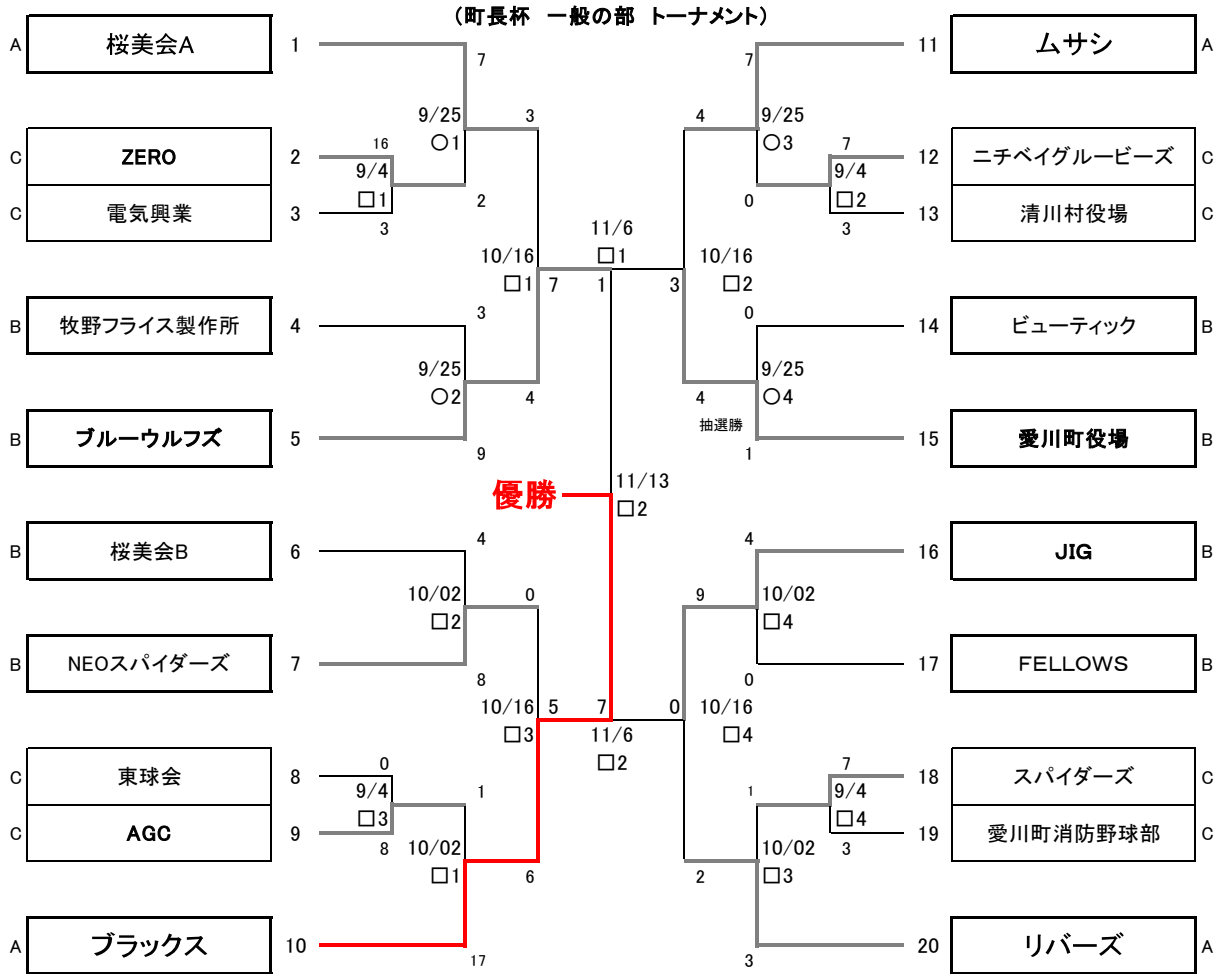 (町長杯 一般の部 トーナメント)
A 桜美会A 1 7 7 11 ムサシ A
9/25 3 4 9/25
○1 ○3
C ZERO 2 16 7 12 ニチベイグルービーズ C
9/4 9/4
□1 2 0 □2
C 電気興業 3 3 3 13 清川村役場 C
11/6
10/16 □1 10/16
□1 7 1 3 □2
B 牧野フライス製作所 4 3 0 14 ビューティック B
9/25 9/25
○2 4 4 ○4
抽選勝
B ブルーウルフズ 5 9 1 15 愛川町役場 B
優勝 11/13
□2
B 桜美会B 6 4 4 16 JIG B
10/02 0 9 10/02
□2 □4
B NEOスパイダーズ 7 8 0 17 FELLOWS B
10/16 5 7 0 10/16
□3 11/6 □4
□2
C 東球会 8 0 7 18 スパイダーズ C
9/4 1 1 9/4
□3 □4
C AGC 9 8 3 19 愛川町消防野球部 C
10/02 10/02
□1 6 2 □3
A ブラックス 10 17 3 20 リバーズ A